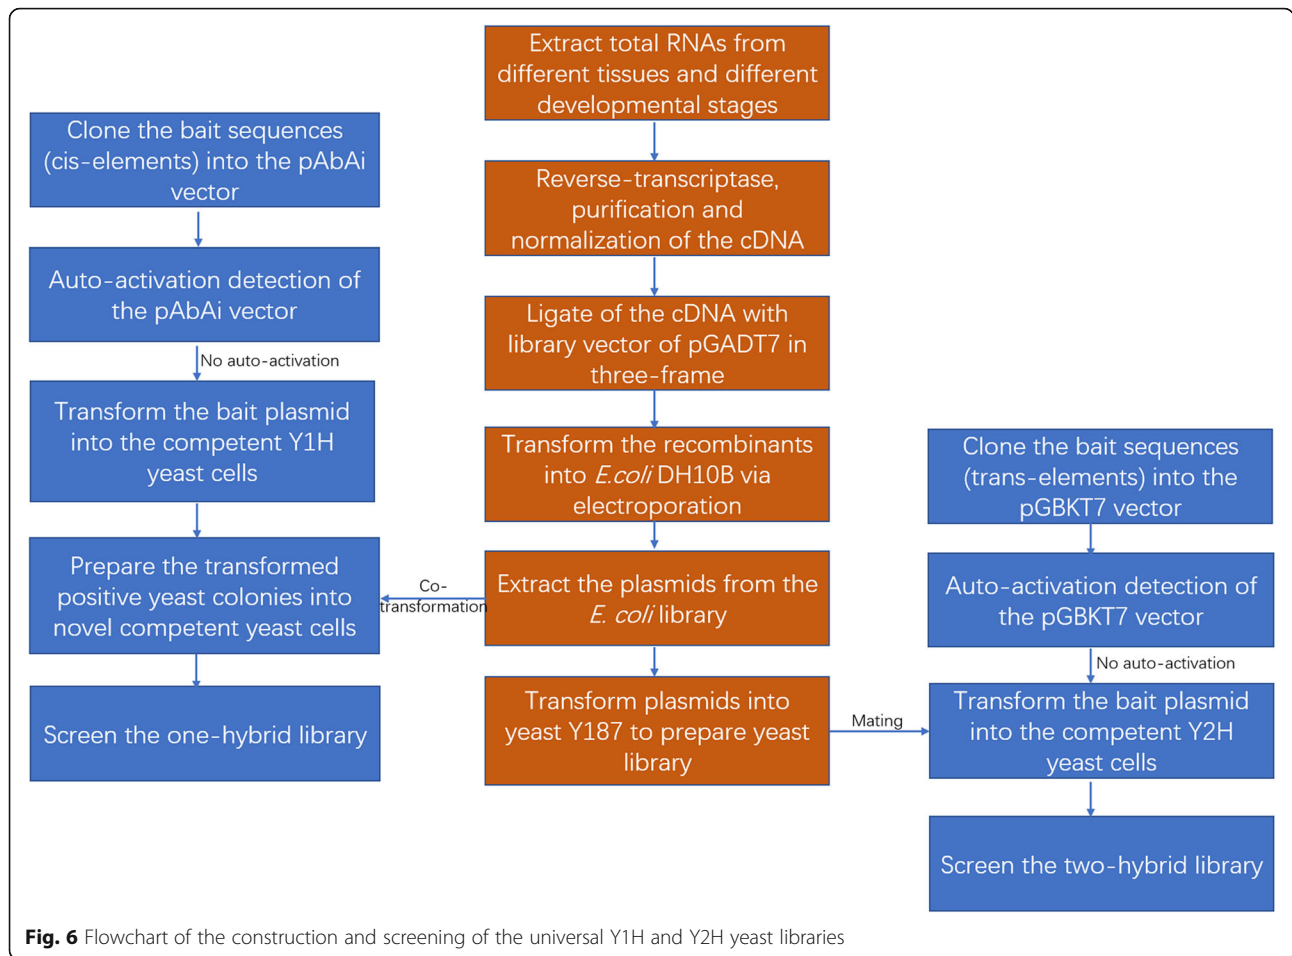 Extract total RNAs from
different tissues and different
developmental stages
Clone the bait sequences
(cis-elements) into the pAbAi
vector
Reverse-transcriptase,
purification and
normalization of the cDNA
Auto-activation detection of
the pAbAi vector
Ligate of the cDNA with
library vector of pGADT7 in
three-frame
No auto-activation
Transform the bait plasmid
into the competent Y1H
yeast cells
Transform the recombinants
into E.coli DH10B via
electroporation
Clone the bait sequences
(trans-elements) into the
pGBKT7 vector
Prepare the transformed
positive yeast colonies into
novel competent yeast cells
Co-
transformation
Extract the plasmids from the
E. coli library
Auto-activation detection of
the pGBKT7 vector
No auto-activation
Screen the one-hybrid library
Transform plasmids into
yeast Y187 to prepare yeast
library
Mating
Transform the bait plasmid
into the competent Y2H
yeast cells
Screen the two-hybrid library
Fig. 6 Flowchart of the construction and screening of the universal Y1H and Y2H yeast libraries